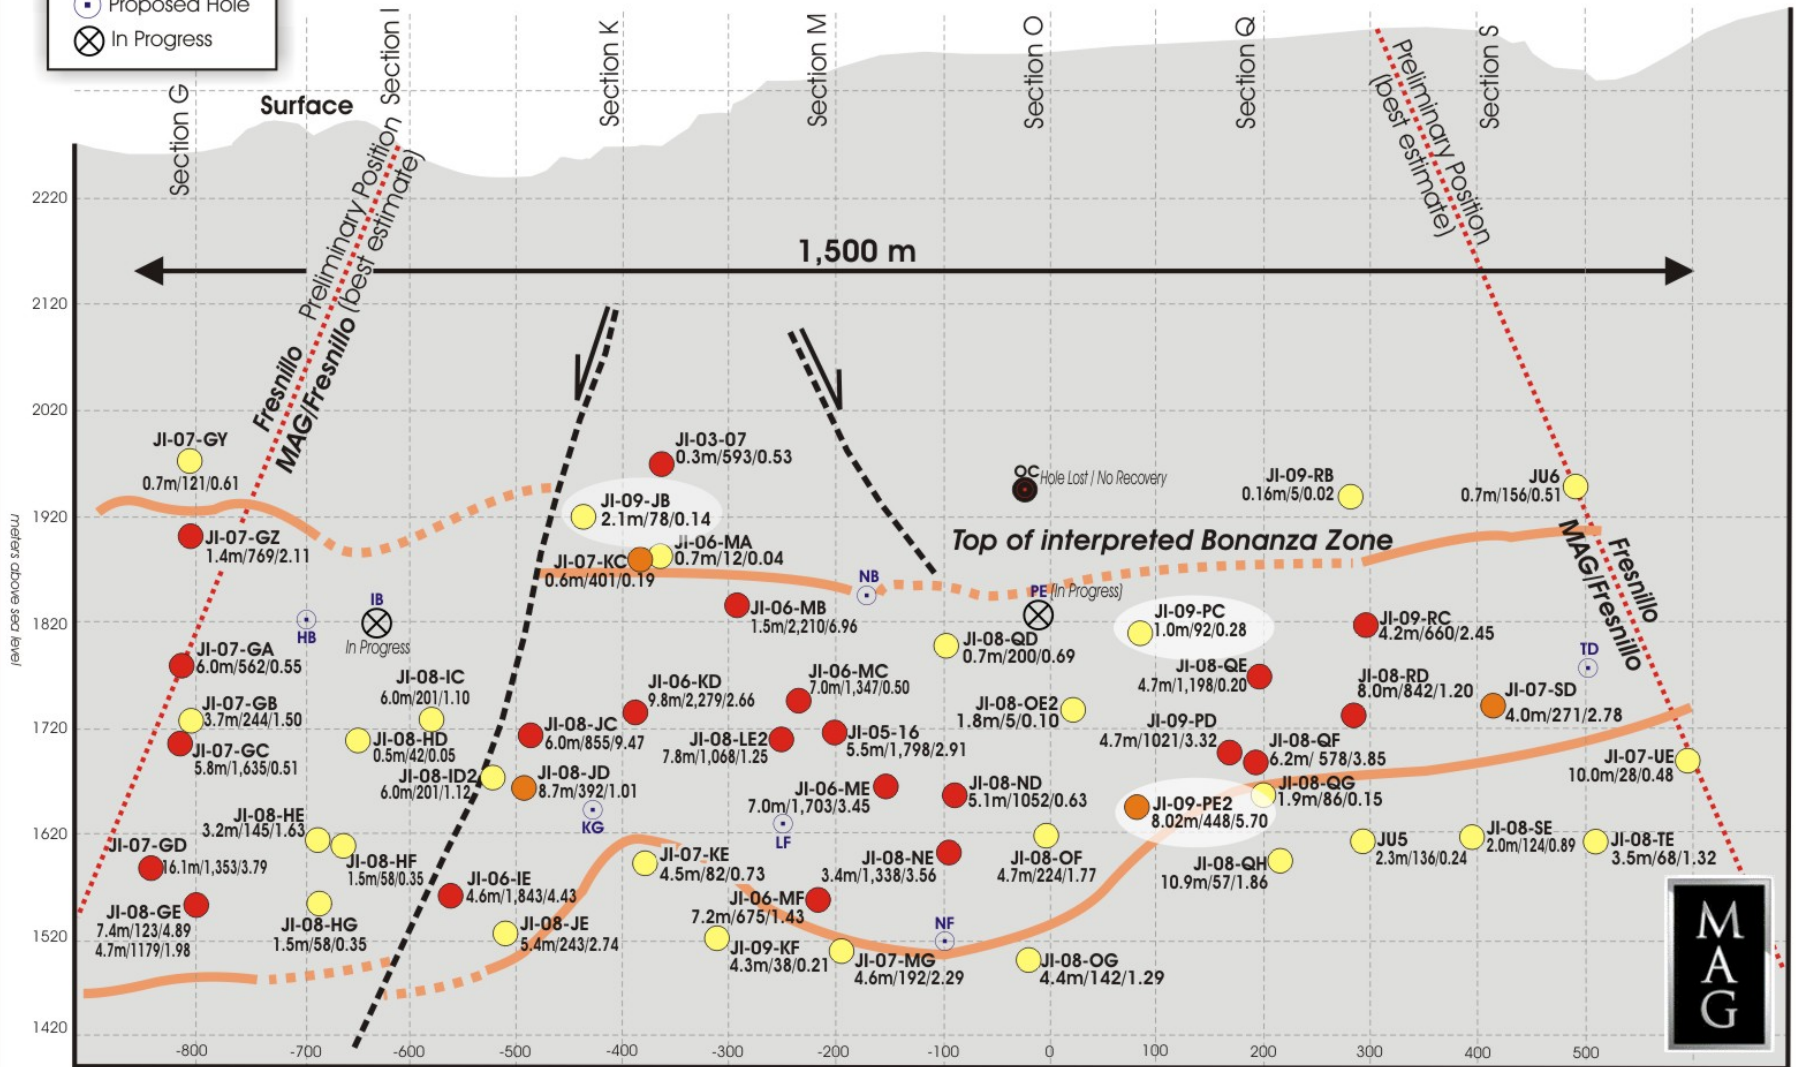 Proposed Hole
In Progress
Section G
Section I
Section K
Section M
Section O
Section Q
Section S
Surface
Preliminary Position
(best estimate)
Fresnillo
MAG/Fresnillo
Preliminary Position
(best estimate)
Fresnillo
MAG/Fresnillo
1,500 m
meters above sea level
2220
2120
2020
1920
1820
1720
1620
1520
1420
JI-07-GY
0.7m/121/0.61
JI-03-07
0.3m/593/0.53
JI-09-JB
2.1m/78/0.14
OC
Hole Lost / No Recovery
JI-09-RB
0.16m/5/0.02
JU6
0.7m/156/0.51
JI-07-GZ
1.4m/769/2.11
JI-06-MA
0.7m/12/0.04
JI-07-KC
0.6m/401/0.19
Top of interpreted Bonanza Zone
NB
PE
(In Progress)
HB
IB
In Progress
JI-06-MB
1.5m/2,210/6.96
JI-08-QD
0.7m/200/0.69
JI-09-PC
1.0m/92/0.28
JI-09-RC
4.2m/660/2.45
TD
JI-07-GA
6.0m/562/0.55
JI-08-IC
6.0m/201/1.10
JI-06-KD
9.8m/2,279/2.66
JI-06-MC
7.0m/1,347/0.50
JI-08-QE
4.7m/1,198/0.20
JI-08-RD
8.0m/842/1.20
JI-07-SD
4.0m/271/2.78
JI-07-GB
3.7m/244/1.50
JI-08-OE2
1.8m/5/0.10
JI-07-GC
5.8m/1,635/0.51
JI-08-HD
0.5m/42/0.05
JI-08-JC
6.0m/855/9.47
JI-08-LE2
7.8m/1,068/1.25
JI-05-16
5.5m/1,798/2.91
JI-09-PD
4.7m/1021/3.32
JI-08-QF
6.2m/ 578/3.85
JI-07-UE
10.0m/28/0.48
JI-08-ID2
6.0m/201/1.12
JI-08-JD
8.7m/392/1.01
JI-06-ME
7.0m/1,703/3.45
JI-08-ND
5.1m/1052/0.63
JI-08-QG
1.9m/86/0.15
JI-09-PE2
8.02m/448/5.70
KG
LF
JI-08-HE
3.2m/145/1.63
JI-08-HF
1.5m/58/0.35
JI-07-GD
16.1m/1,353/3.79
JI-07-KE
4.5m/82/0.73
JI-08-NE
3.4m/1,338/3.56
JI-08-OF
4.7m/224/1.77
JI-08-QH
10.9m/57/1.86
JU5
2.3m/136/0.24
JI-08-SE
2.0m/124/0.89
JI-08-TE
3.5m/68/1.32
JI-08-GE
7.4m/123/4.89
4.7m/1179/1.98
JI-08-HG
1.5m/58/0.35
JI-06-IE
4.6m/1,843/4.43
JI-08-JE
5.4m/243/2.74
JI-06-MF
7.2m/675/1.43
JI-09-KF
4.3m/38/0.21
JI-07-MG
4.6m/192/2.29
NF
JI-08-OG
4.4m/142/1.29
MAG
-800
-700
-600
-500
-400
-300
-200
-100
0
100
200
300
400
500